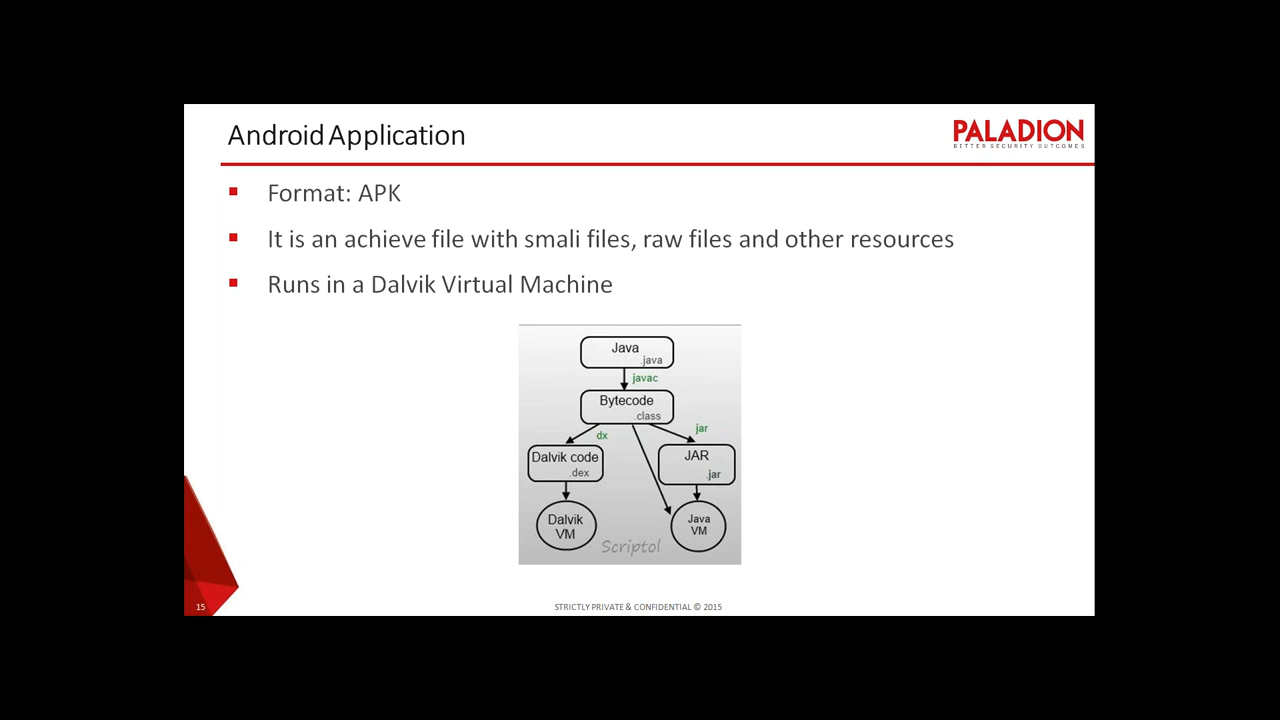 Android Application
PALADION
BETTER SECURITY OUTCOMES
Format: APK
It is an achieve file with smali files, raw files and other resources
Runs in a Dalvik Virtual Machine
Java
.java
javac
Bytecode
.class
dx
jar
Dalvik code
.dex
JAR
.jar
Dalvik
VM
Java
VM
Scriptol
15
STRICTLY PRIVATE & CONFIDENTIAL © 2015